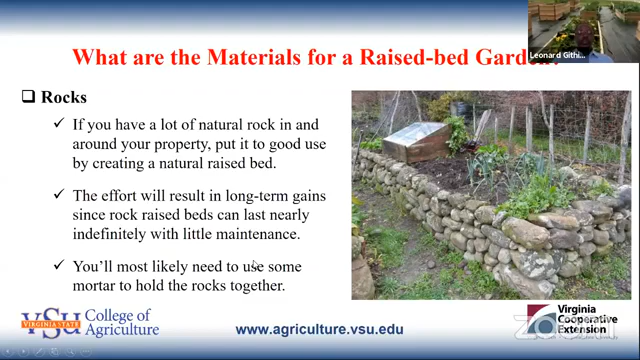 What are the Materials for a Raised-bed Garden?
Leonard Githi...
Rocks
If you have a lot of natural rock in and
around your property, put it to good use
by creating a natural raised bed.
The effort will result in long-term gains
since rock raised beds can last nearly
indefinitely with little maintenance.
You'll most likely need to use some
mortar to hold the rocks together.
VSU
VIRGINIA STATE
College of
Agriculture
www.agriculture.vsu.edu
Virginia
Cooperative
Extension
zoom